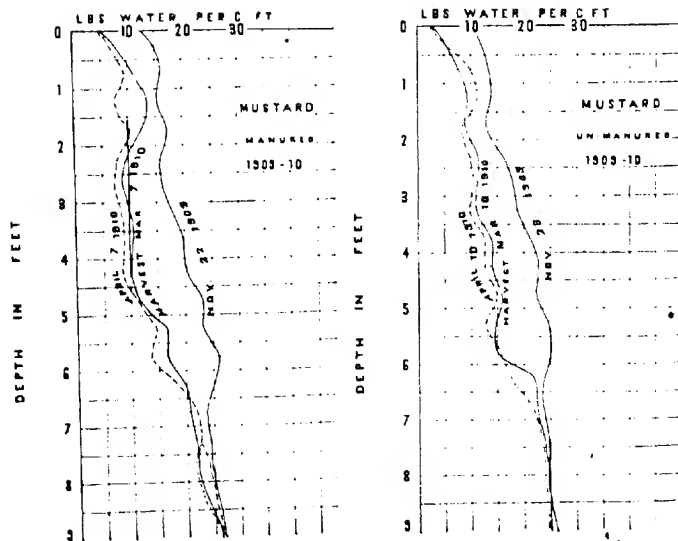 LBS WATER PER C FT
0 10 20 30
MUSTARD
MANURED
1909-10
1
2
3
4
5
6
7
8
9
DEPTH IN FEET
APRIL 7 1910
AT HARVEST MAR 7 1910
NOV. 27 1909
LBS WATER PER C FT
0 10 20 30
MUSTARD
UN-MANURED
1909-10
1
2
3
4
5
6
7
8
9
DEPTH IN FEET
APRIL 10 1910
HARVEST MAR 10 1910
NOV. 28 1909